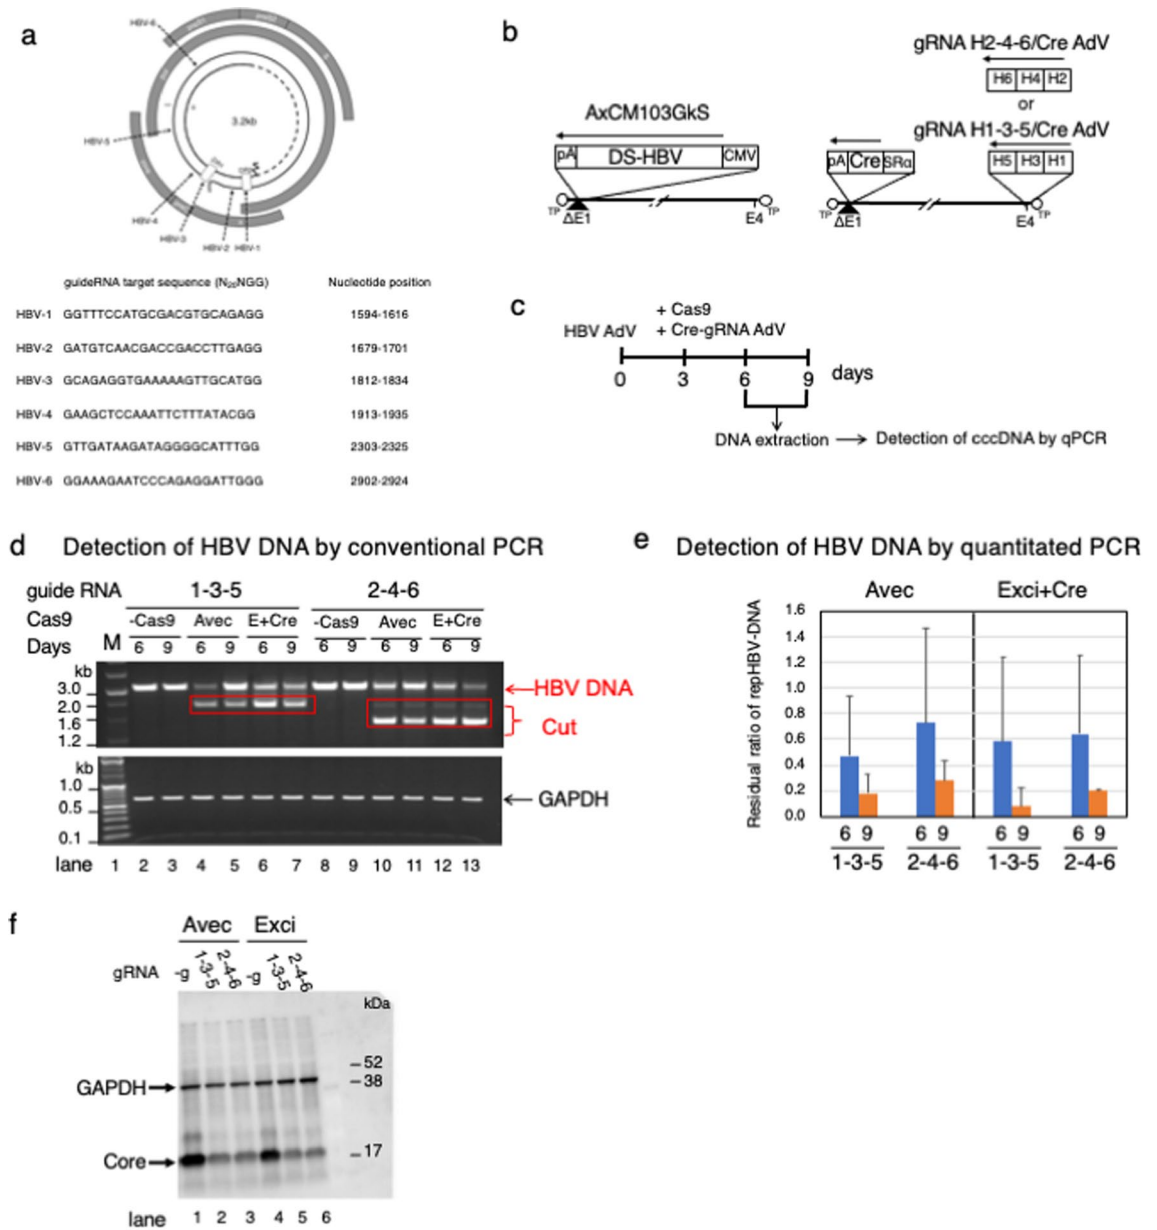 a
HBV-6
HBV-5
3.2kb
HBV-4
HBV-3
HBV-2 HBV-1
guideRNA target sequence (N₂₀NGG) Nucleotide position
HBV-1 GGTTTCCATGCGACGTGCAGAGG 1594-1616
HBV-2 GATGTCAACGACCGACCTTGAGG 1679-1701
HBV-3 GCAGAGGTGAAAAAGTTGCATGG 1812-1834
HBV-4 GAAGCTCCAAATTCTTTATACGG 1913-1935
HBV-5 GTTGATAAGATAGGGGCATTTGG 2303-2325
HBV-6 GGAAAGAATCCCAGAGGATTGGG 2902-2924
b
AxCM103GkS
pA DS-HBV CMV
TP ΔE1 E4 TP
gRNA H2-4-6/Cre AdV
H6 H4 H2
or
gRNA H1-3-5/Cre AdV
pA Cre SRα
H5 H3 H1
TP ΔE1 E4 TP
c
+ Cas9
HBV AdV + Cre-gRNA AdV
0 3 6 9 days
DNA extraction Detection of cccDNA by qPCR
d Detection of HBV DNA by conventional PCR
guide RNA 1-3-5 2-4-6
Cas9 -Cas9 Avec E+Cre -Cas9 Avec E+Cre
Days M 6 9 6 9 6 9 6 9 6 9 6 9
kb
3.0
2.0
1.6
1.2
HBV DNA
Cut
kb
1.0
0.5
0.1
GAPDH
lane 1 2 3 4 5 6 7 8 9 10 11 12 13
e Detection of HBV DNA by quantitated PCR
Avec Exci+Cre
Residual ratio of repHBV-DNA
1.6
1.4
1.2
1.0
0.8
0.6
0.4
0.2
0.0
6 9 6 9 6 9 6 9
1-3-5 2-4-6 1-3-5 2-4-6
f
Avec Exci
gRNA -g 1-3-5 2-4-6 -g 1-3-5 2-4-6
kDa
52
GAPDH 38
Core 17
lane 1 2 3 4 5 6